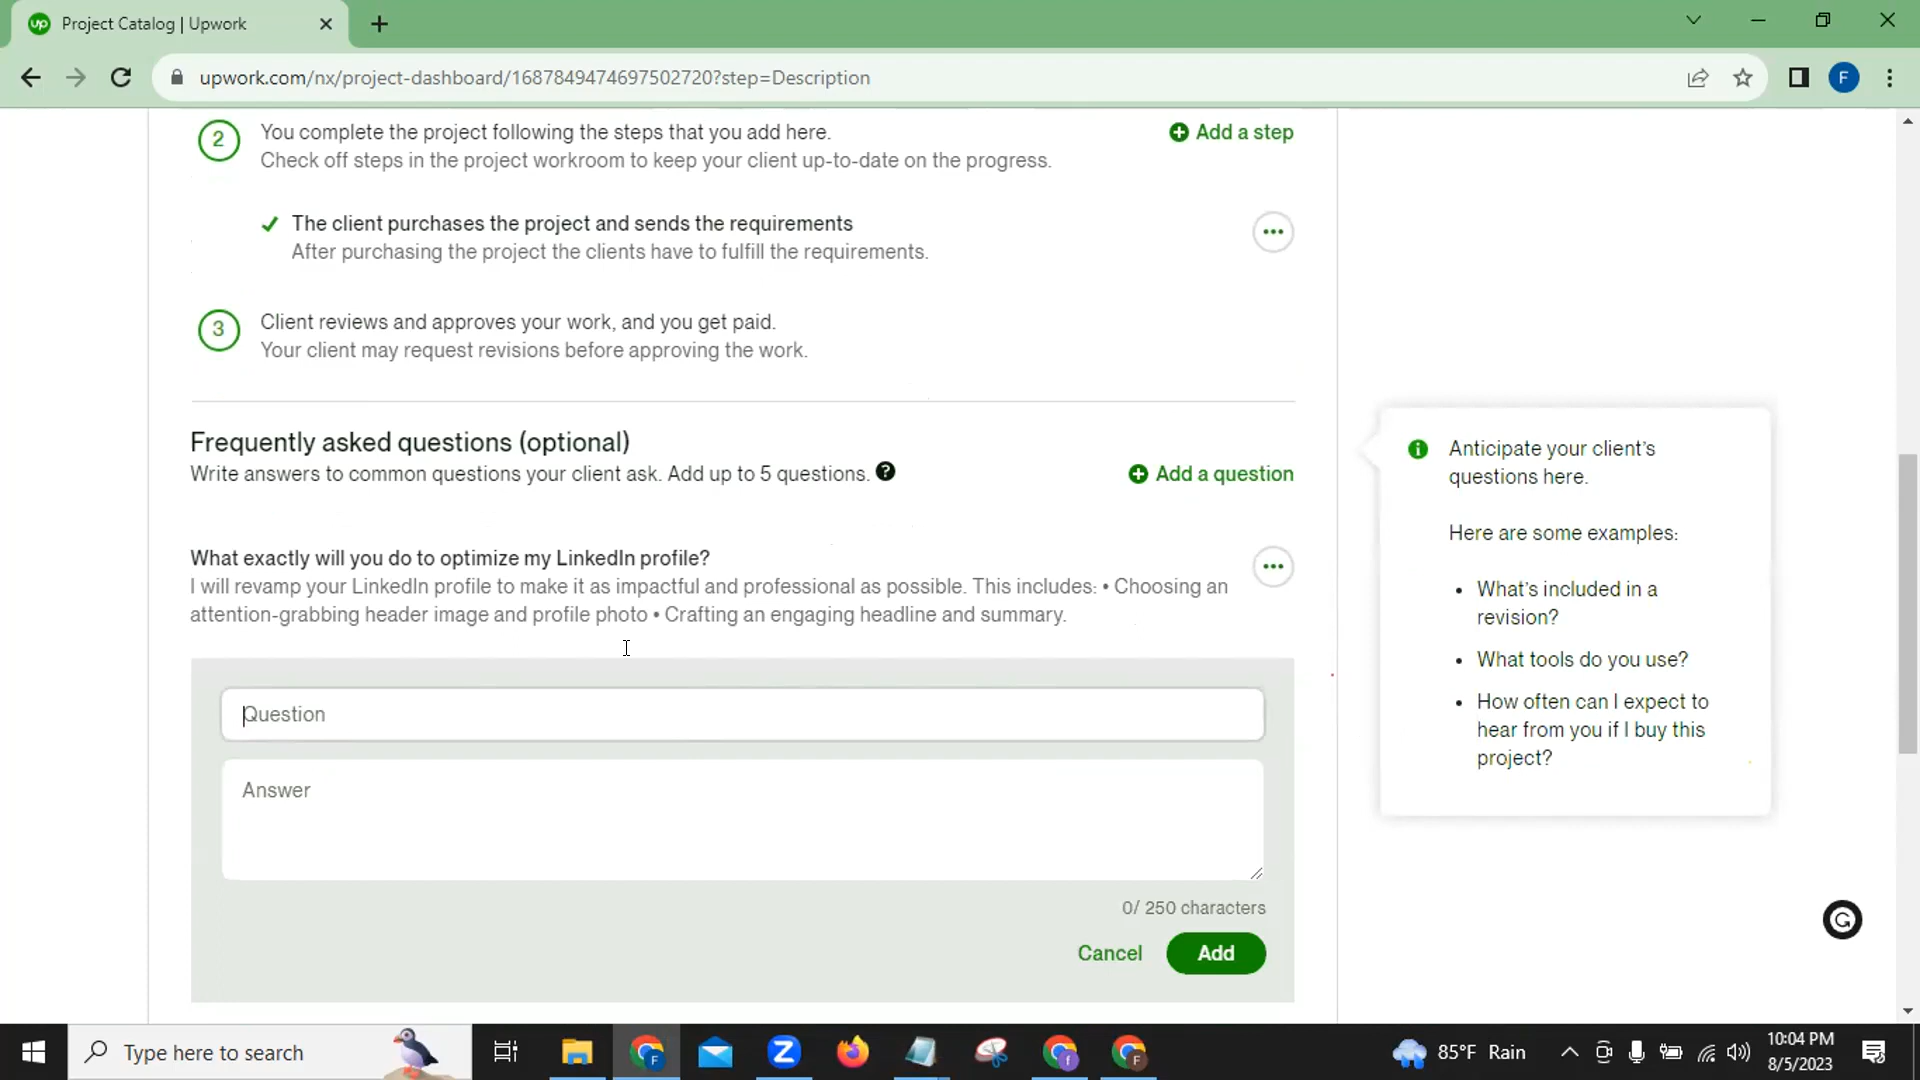 Project Catalog | Upwork
upwork.com/nx/project-dashboard/1687849474697502720?step=Description
F
2
You complete the project following the steps that you add here.
Add a step
Check off steps in the project workroom to keep your client up-to-date on the progress.
The client purchases the project and sends the requirements
After purchasing the project the clients have to fulfill the requirements.
3
Client reviews and approves your work, and you get paid.
Your client may request revisions before approving the work.
Frequently asked questions (optional)
Write answers to common questions your client ask. Add up to 5 questions.
Add a question
What exactly will you do to optimize my LinkedIn profile?
I will revamp your LinkedIn profile to make it as impactful and professional as possible. This includes: • Choosing an
attention-grabbing header image and profile photo • Crafting an engaging headline and summary.
Question
Answer
0/ 250 characters
Cancel
Add
Anticipate your client's
questions here.
Here are some examples:
• What's included in a
revision?
• What tools do you use?
• How often can I expect to
hear from you if I buy this
project?
Type here to search
85°F Rain
10:04 PM
8/5/2023